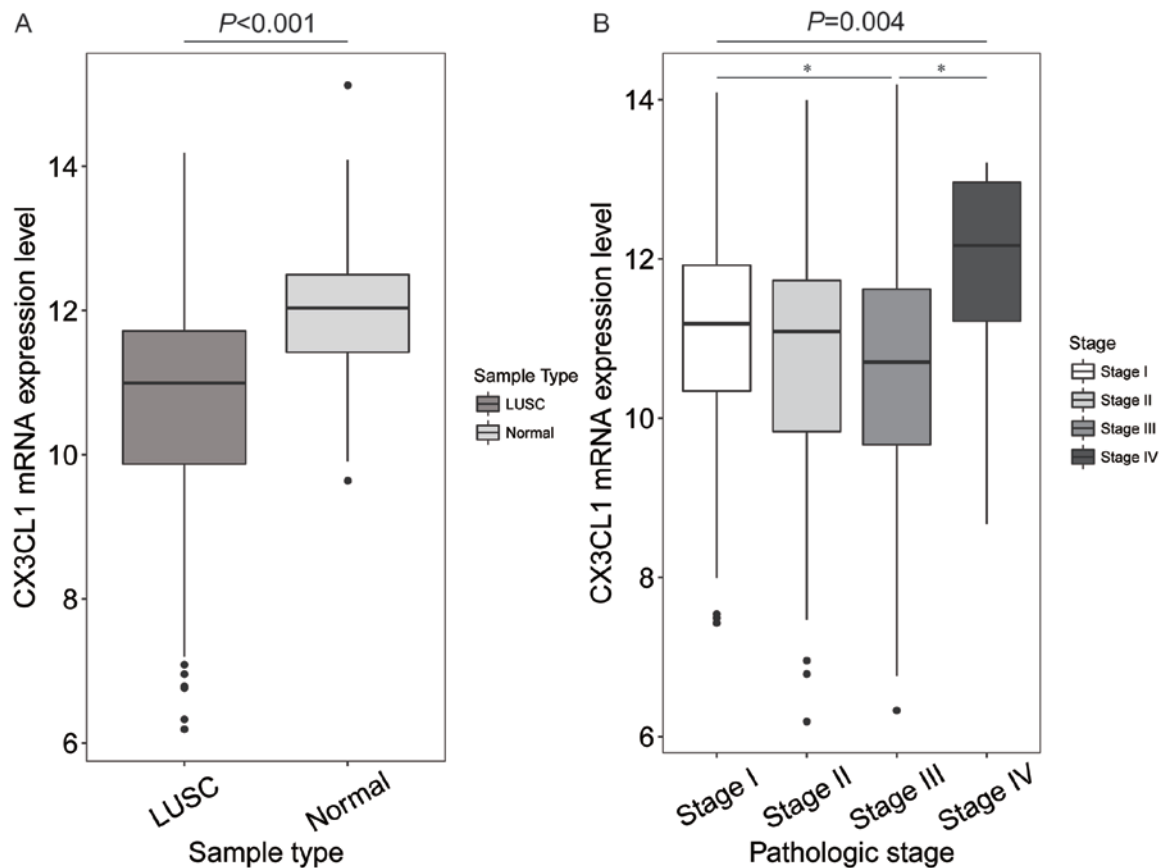 A
P<0.001
CX3CL1 mRNA expression level
14
12
10
8
6
LUSC
Normal
Sample type
Sample Type
LUSC
Normal
B
P=0.004
*
*
CX3CL1 mRNA expression level
14
12
10
8
6
Stage I
Stage II
Stage III
Stage IV
Pathologic stage
Stage
Stage I
Stage II
Stage III
Stage IV